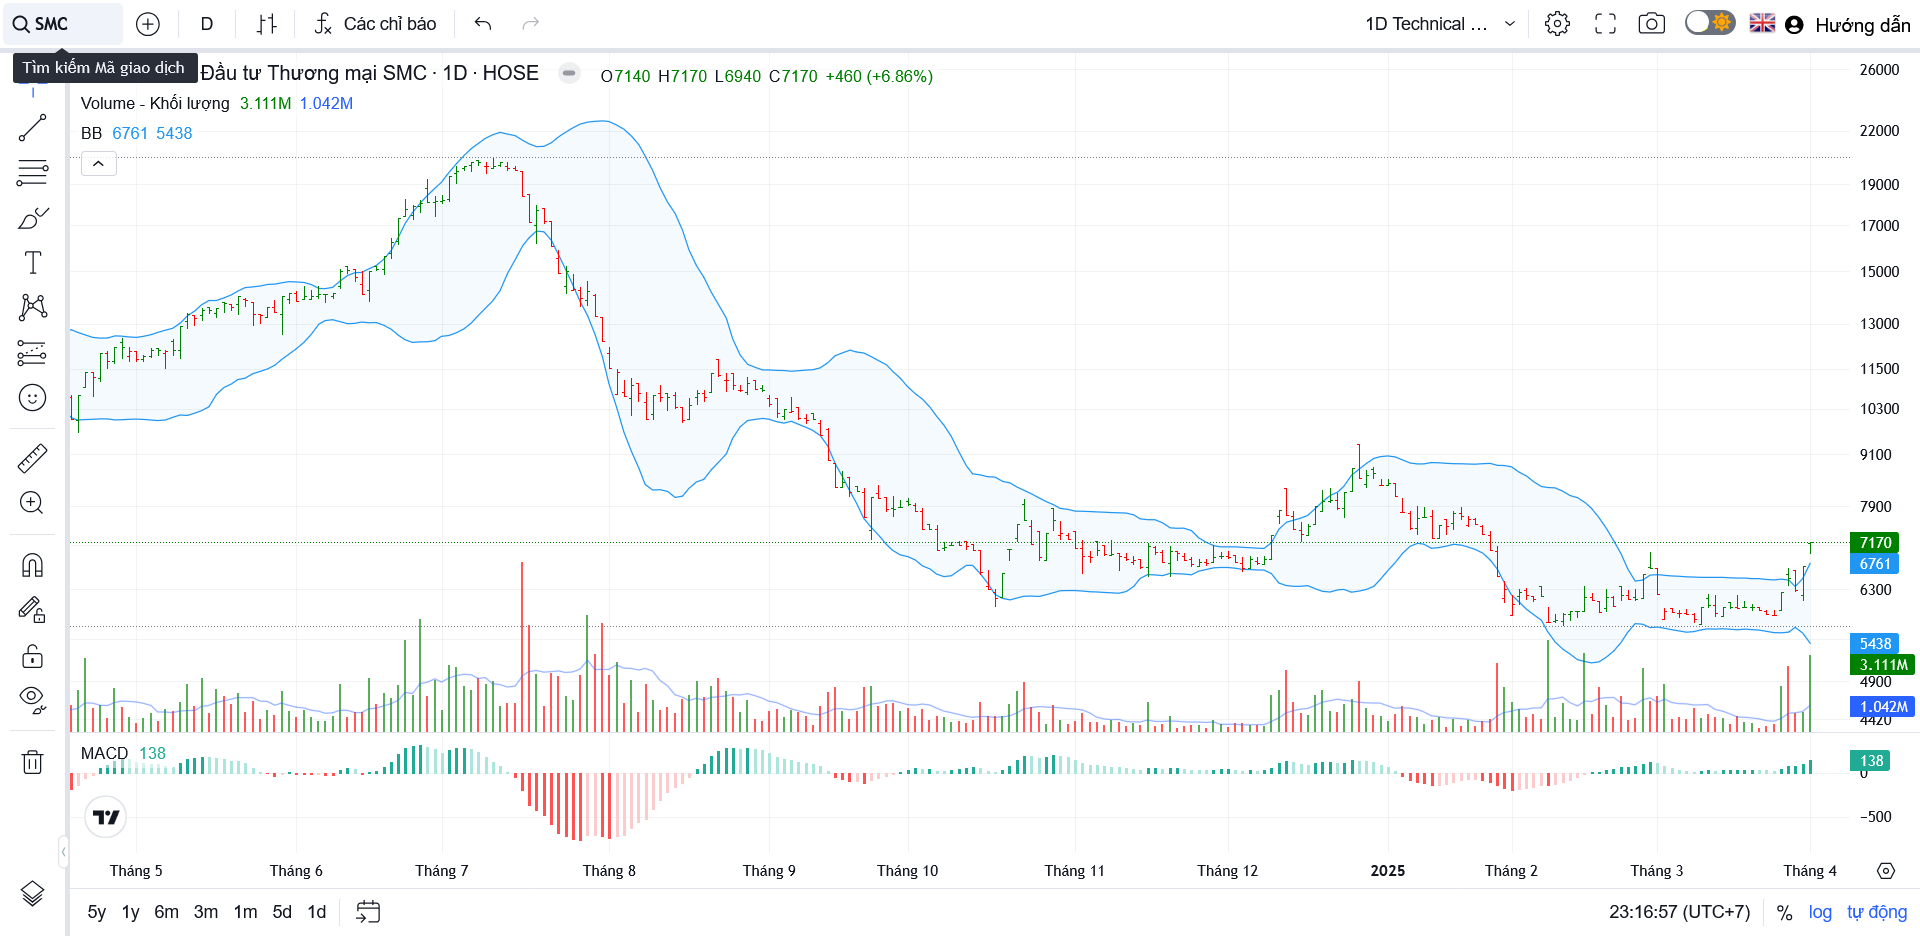 SMC
D
Các chỉ báo
1D Technical ...
Hướng dẫn
Tìm kiếm Mã giao dịch
Đầu tư Thương mại SMC · 1D · HOSE
O7140 H7170 L6940 C7170 +460 (+6.86%)
Volume - Khối lượng 3.111M 1.042M
BB 6761 5438
26000
22000
19000
17000
15000
13000
11500
10300
9100
7900
7170
6761
6300
5438
3.111M
4900
1.042M
4420
MACD 138
138
0
−500
Tháng 5 Tháng 6 Tháng 7 Tháng 8 Tháng 9 Tháng 10 Tháng 11 Tháng 12 2025 Tháng 2 Tháng 3 Tháng 4
5y 1y 6m 3m 1m 5d 1d
23:16:57 (UTC+7) % log tự động